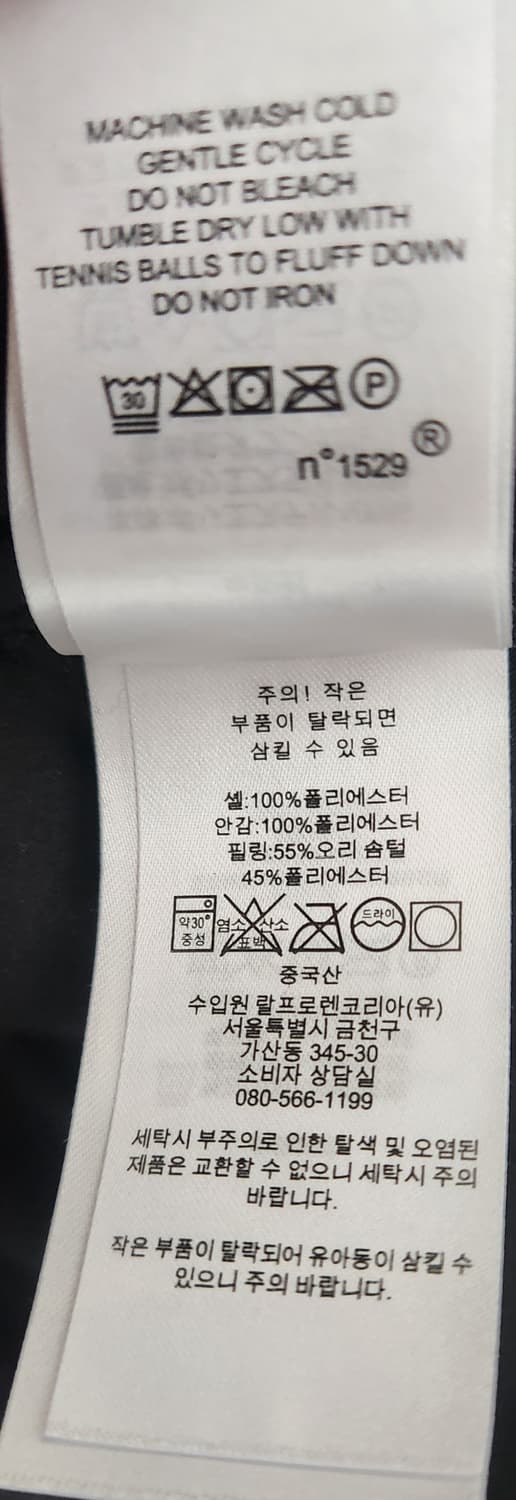 MACHINE WASH COLD
GENTLE CYCLE
DO NOT BLEACH
TUMBLE DRY LOW WITH
TENNIS BALLS TO FLUFF DOWN
DO NOT IRON
30 P
n°1529 ®
주의! 작은
부품이 탈락되면
삼킬 수 있음
셸:100%폴리에스터
안감:100%폴리에스터
필링:55%오리 솜털
45%폴리에스터
약30° 염소 산소 드라이
중성 표백
중국산
수입원 랄프로렌코리아(유)
서울특별시 금천구
가산동 345-30
소비자 상담실
080-566-1199
세탁시 부주의로 인한 탈색 및 오염된
제품은 교환할 수 없으니 세탁시 주의
바랍니다.
작은 부품이 탈락되어 유아동이 삼킬 수
있으니 주의 바랍니다.